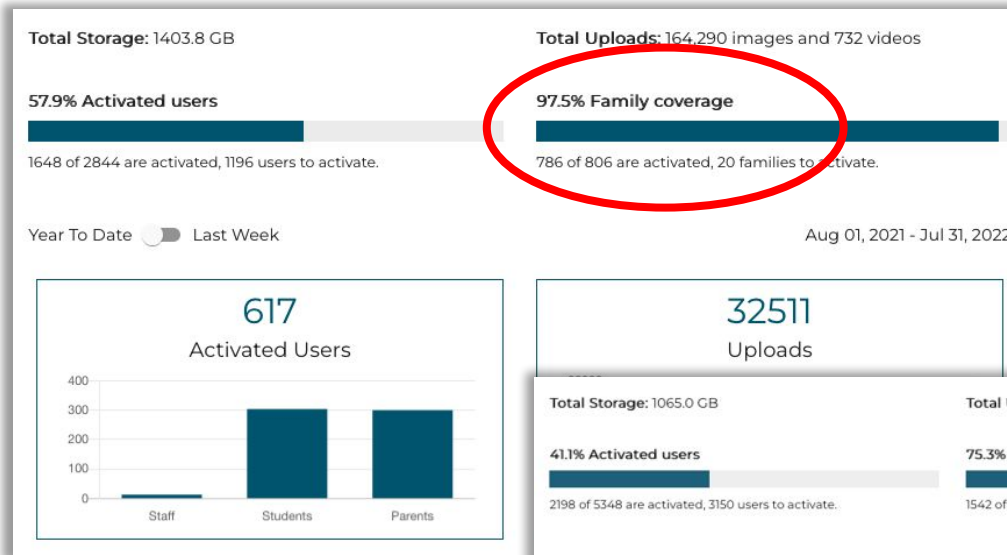 Total Storage: 1403.8 GB
Total Uploads: 164,290 images and 732 videos
57.9% Activated users
97.5% Family coverage
1648 of 2844 are activated, 1196 users to activate.
786 of 806 are activated, 20 families to activate.
Year To Date Last Week
Aug 01, 2021 - Jul 31, 2022
617
Activated Users
400
300
200
100
0
Staff Students Parents
32511
Uploads
Total Storage: 1065.0 GB
Total
41.1% Activated users
75.3%
2198 of 5348 are activated, 3150 users to activate.
1542 of